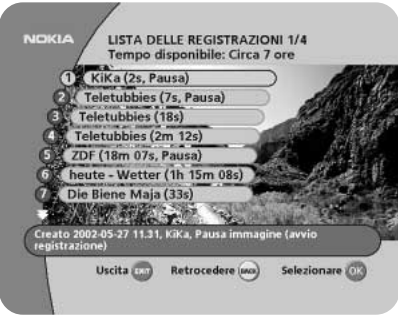 NOKIA
LISTA DELLE REGISTRAZIONI 1/4
Tempo disponibile: Circa 7 ore
1 KiKa (2s, Pausa)
2 Teletubbies (7s, Pausa)
3 Teletubbies (18s)
4 Teletubbies (2m 12s)
5 ZDF (18m 07s, Pausa)
6 heute - Wetter (1h 15m 08s)
7 Die Biene Maja (33s)
Creato 2002-05-27 11.31, KiKa, Pausa immagine (avvio
registrazione)
Uscita EXIT Retrocedere BACK Selezionare OK